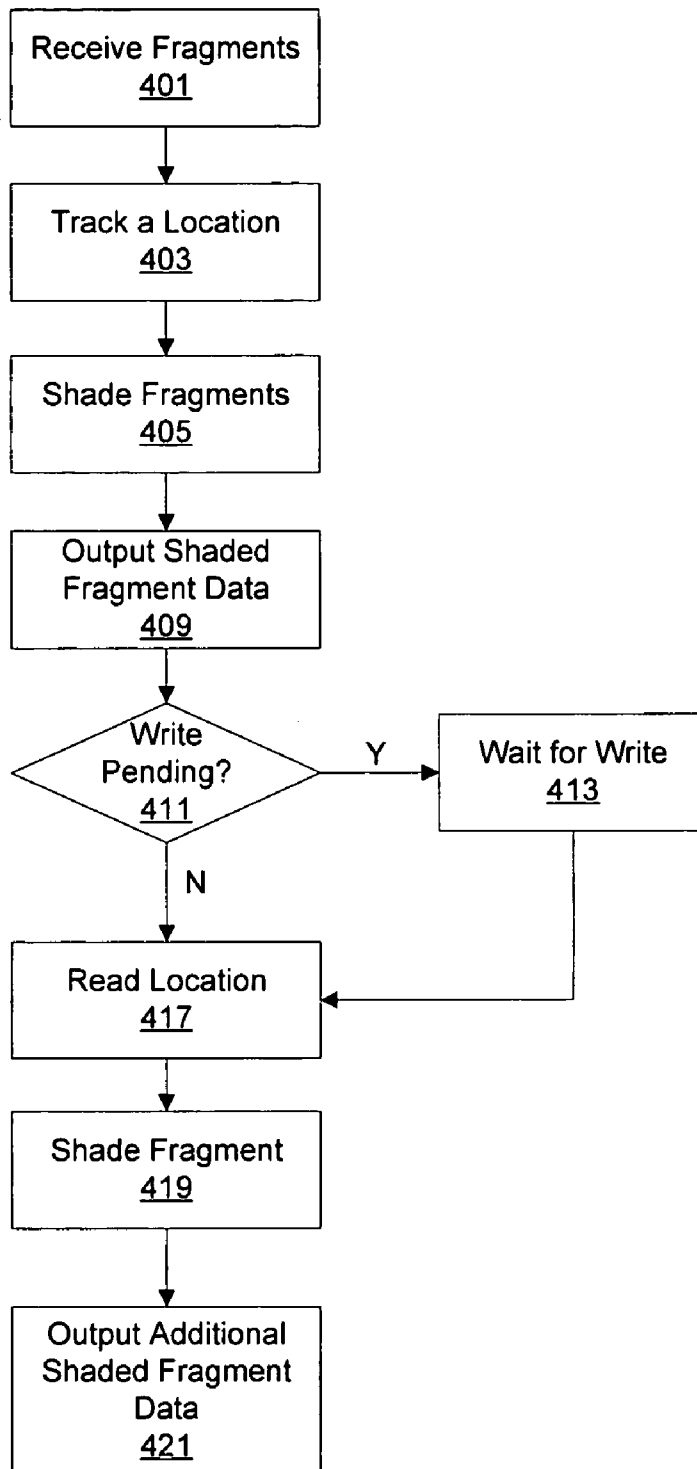 Receive Fragments
401
Track a Location
403
Shade Fragments
405
Output Shaded
Fragment Data
409
Write
Pending?
411
Y
Wait for Write
413
N
Read Location
417
Shade Fragment
419
Output Additional
Shaded Fragment
Data
421